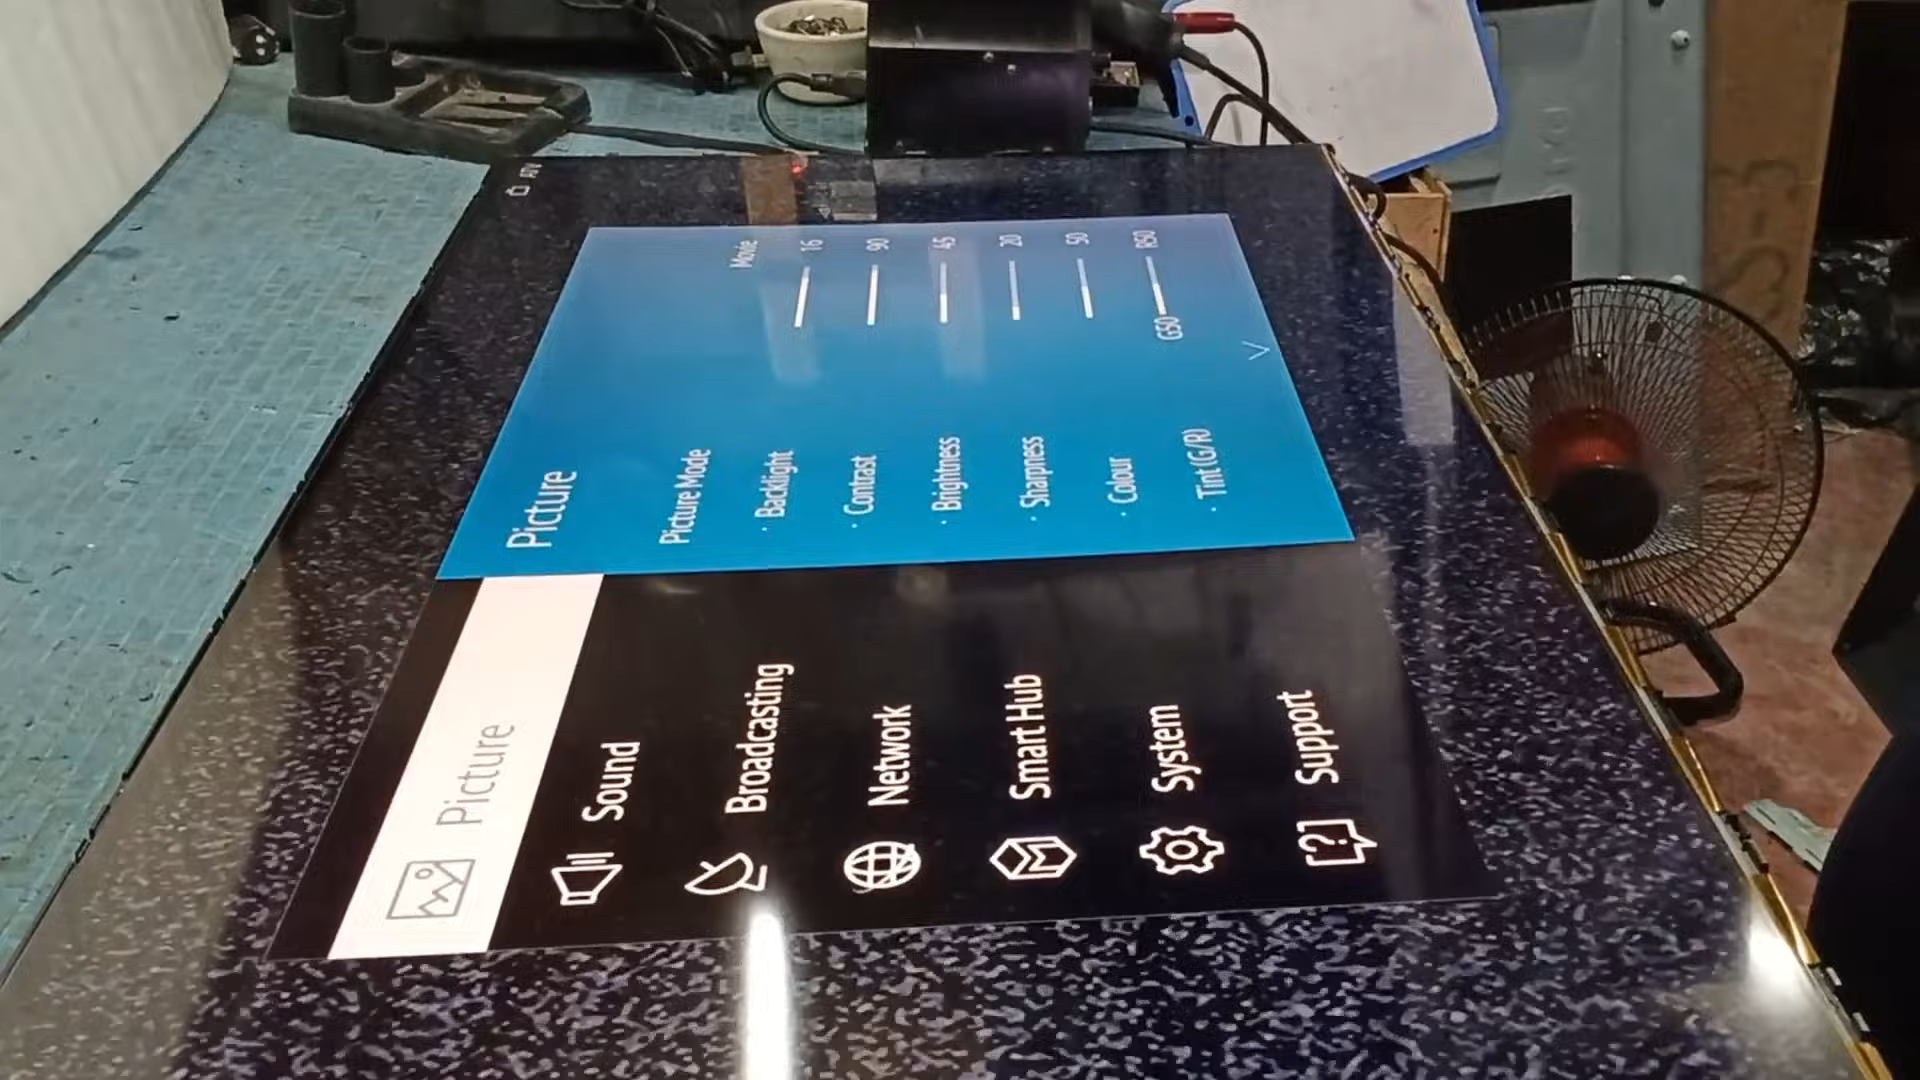 ATV
Picture
Sound
Broadcasting
Network
Smart Hub
System
Support
Picture
Picture Mode
Movie
· Backlight
16
· Contrast
90
· Brightness
45
· Sharpness
20
· Colour
50
· Tint (G/R)
G50
R50